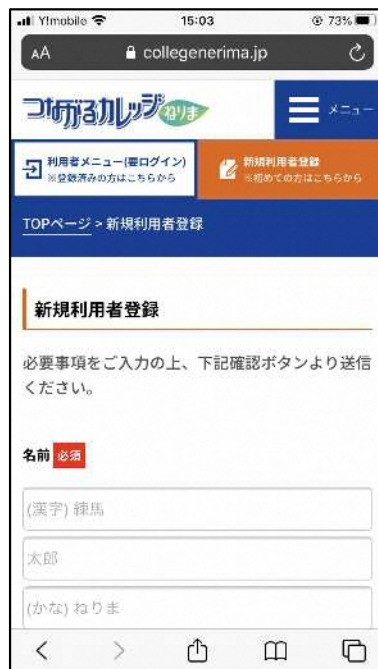 Y!mobile 15:03 73%
AA collegenerima.jp
つながるカレッジねりま
メニュー
利用者メニュー(要ログイン)
※登録済みの方はこちらから
新規利用者登録
※初めての方はこちらから
TOPページ > 新規利用者登録
新規利用者登録
必要事項をご入力の上、下記確認ボタンより送信
ください。
名前 必須
(漢字) 練馬
太郎
(かな) ねりま